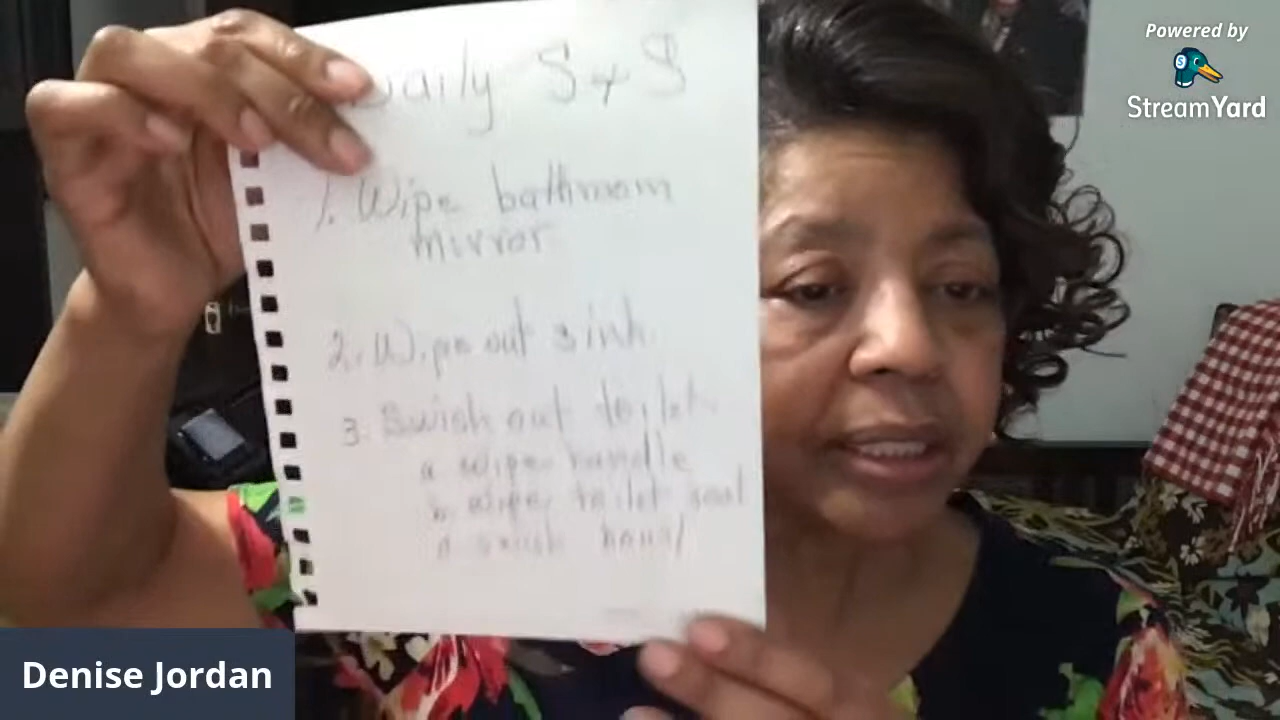 Powered by
StreamYard
Daily S+S
1. Wipe bathroom
mirror
2. Wipe out sink
3. Swish out toilet
a. wipe handle
b. wipe toilet seat
swish bowl
Denise Jordan